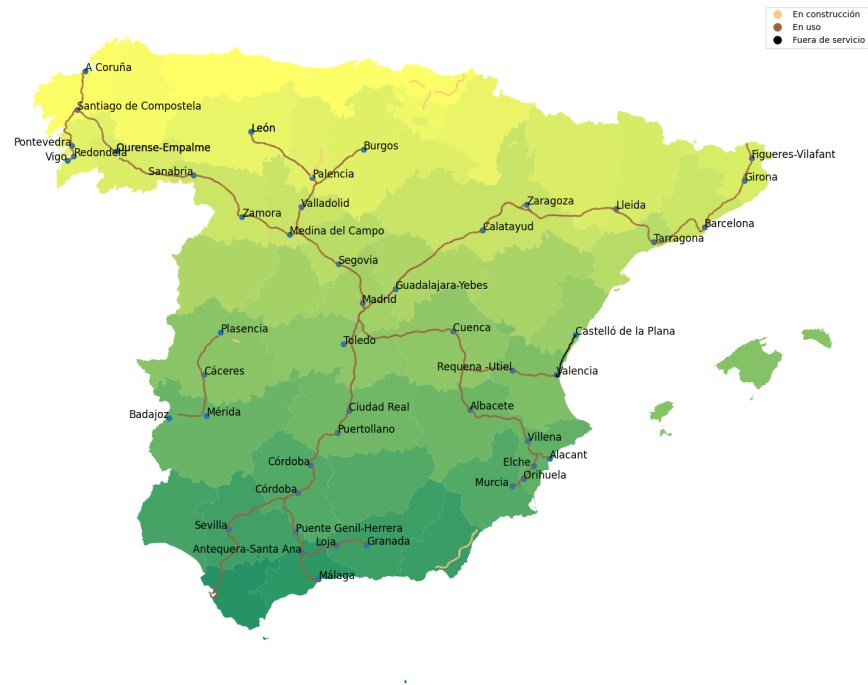 En construcción
En uso
Fuera de servicio
A Coruña
Santiago de Compostela
León
Burgos
Pontevedra
Ourense-Empalme
Redondela
Vigo
Figueres-Vilafant
Sanabria
Palencia
Girona
Valladolid
Zaragoza
Lleida
Zamora
Medina del Campo
Calatayud
Barcelona
Tarragona
Segovia
Guadalajara-Yebes
Madrid
Plasencia
Cuenca
Castelló de la Plana
Toledo
Cáceres
Requena -Utiel
Valencia
Badajoz
Mérida
Ciudad Real
Albacete
Puertollano
Villena
Córdoba
Elche
Alacant
Orihuela
Murcia
Córdoba
Sevilla
Puente Genil-Herrera
Antequera-Santa Ana
Loja
Granada
Málaga